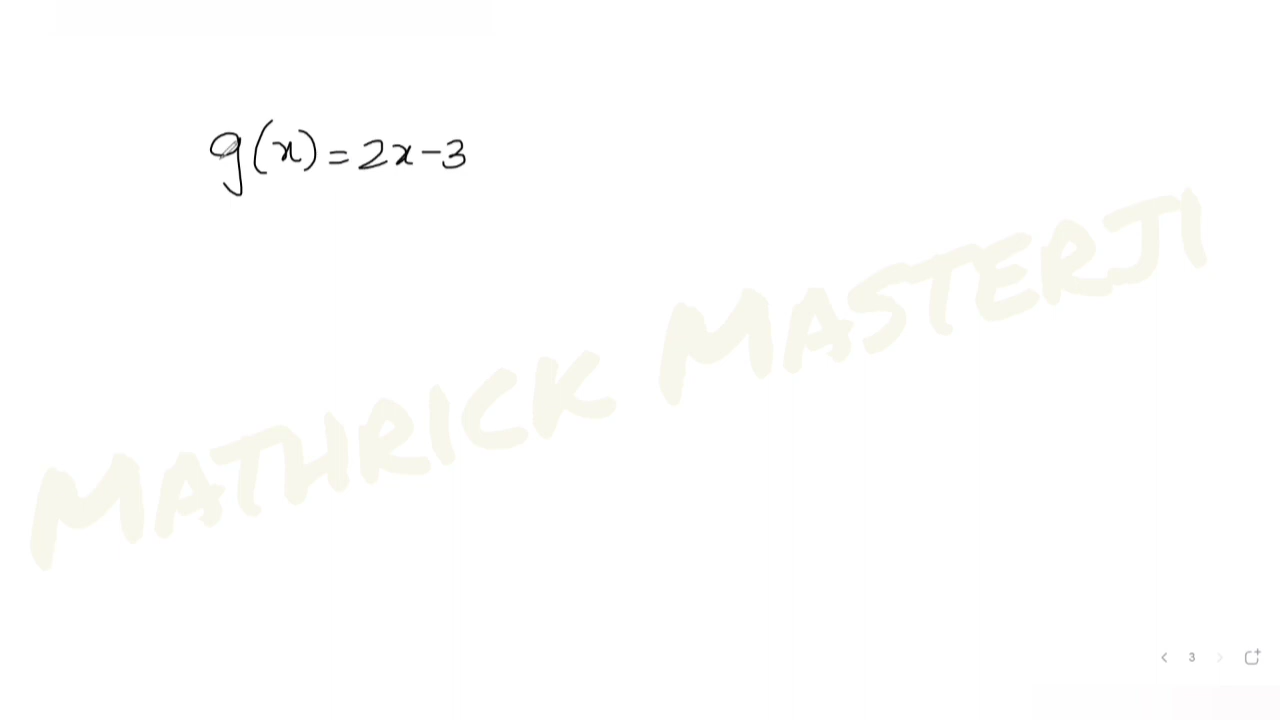 g(x) = 2x - 3
MATHRICK MASTERJI
3